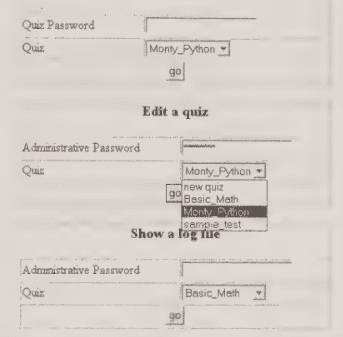 Quiz Password
Quiz Monty_Python
go
Edit a quiz
Administrative Password ********
Quiz Monty_Python
new quiz
go Basic_Math
Monty_Python
sample_test
Show a log file
Administrative Password
Quiz Basic_Math
go